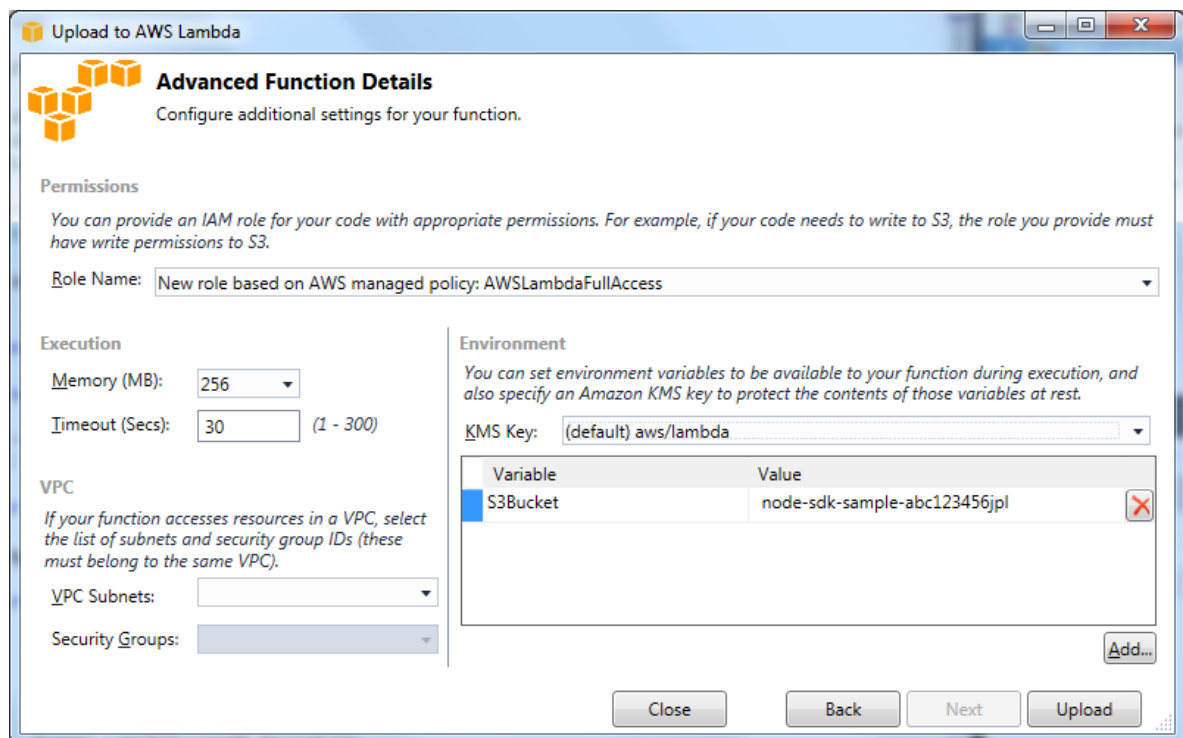 Upload to AWS Lambda
Advanced Function Details
Configure additional settings for your function.
Permissions
You can provide an IAM role for your code with appropriate permissions. For example, if your code needs to write to S3, the role you provide must
have write permissions to S3.
Role Name: New role based on AWS managed policy: AWSLambdaFullAccess
Execution
Memory (MB): 256
Timeout (Secs): 30 (1 - 300)
VPC
If your function accesses resources in a VPC, select
the list of subnets and security group IDs (these
must belong to the same VPC).
VPC Subnets:
Security Groups:
Environment
You can set environment variables to be available to your function during execution, and
also specify an Amazon KMS key to protect the contents of those variables at rest.
KMS Key: (default) aws/lambda
Variable Value
S3Bucket node-sdk-sample-abc123456jpl
Add...
Close Back Next Upload